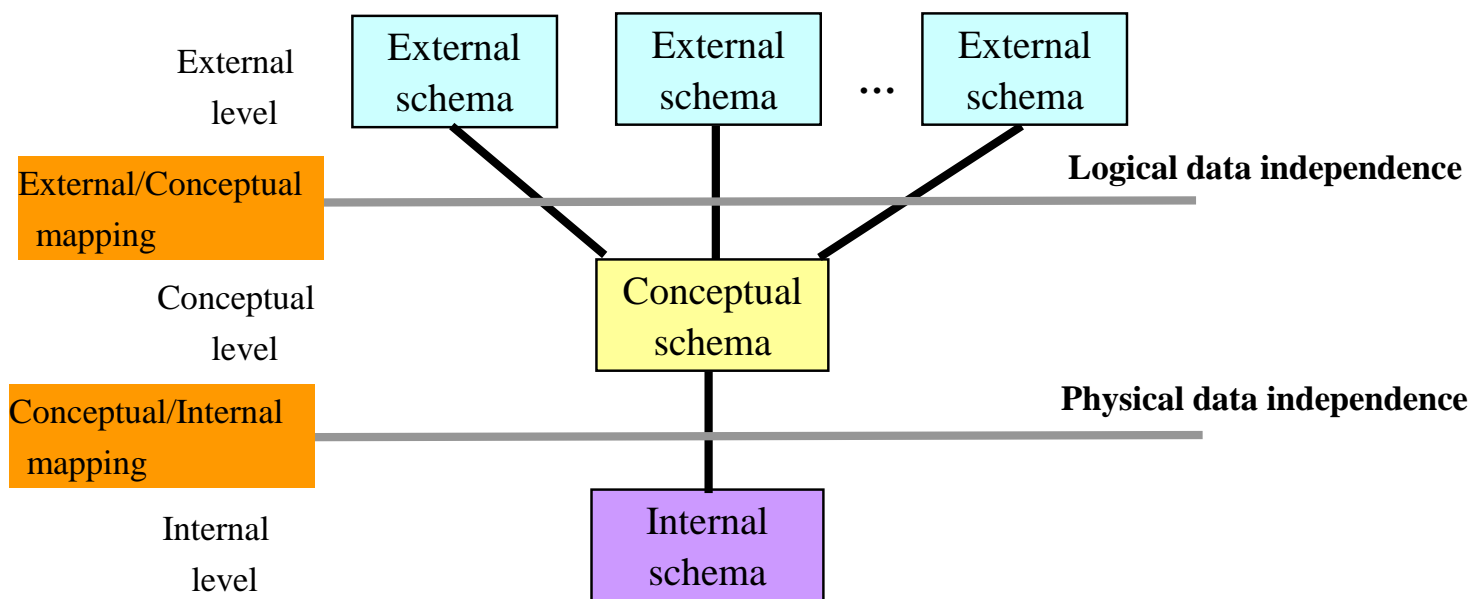 External
level
External
schema
External
schema
...
External
schema
External/Conceptual
mapping
Logical data independence
Conceptual
level
Conceptual
schema
Conceptual/Internal
mapping
Physical data independence
Internal
level
Internal
schema